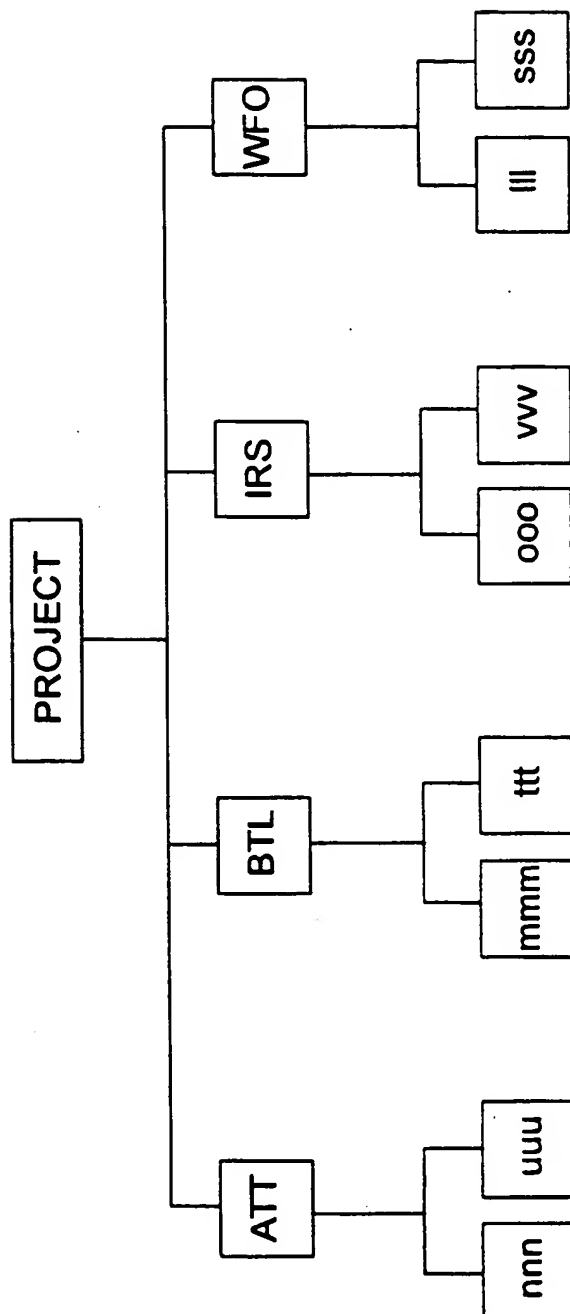 PROJECT
ATT
BTL
IRS
WFO
nnn
uuu
mmm
ttt
ooo
vvv
lll
sss